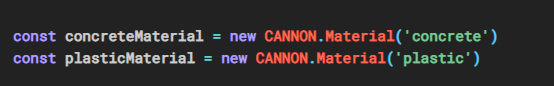 const concreteMaterial = new CANNON.Material('concrete')
const plasticMaterial = new CANNON.Material('plastic')